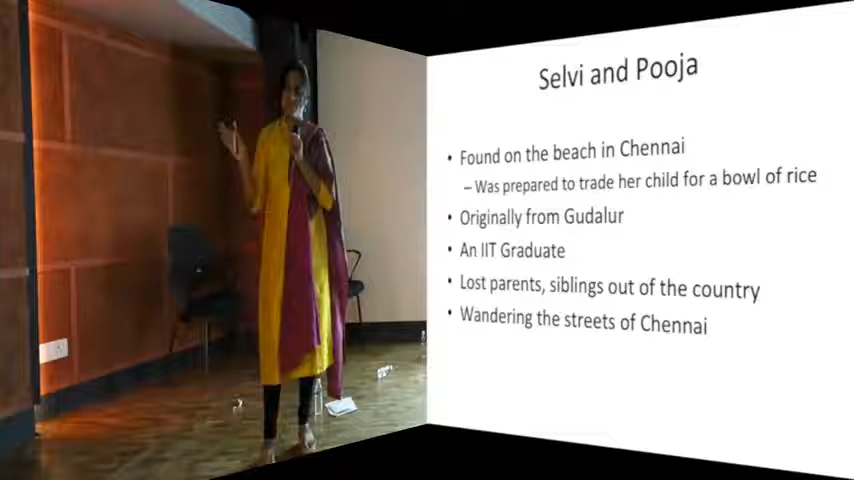 Selvi and Pooja
• Found on the beach in Chennai
– Was prepared to trade her child for a bowl of rice
• Originally from Gudalur
• An IIT Graduate
• Lost parents, siblings out of the country
• Wandering the streets of Chennai